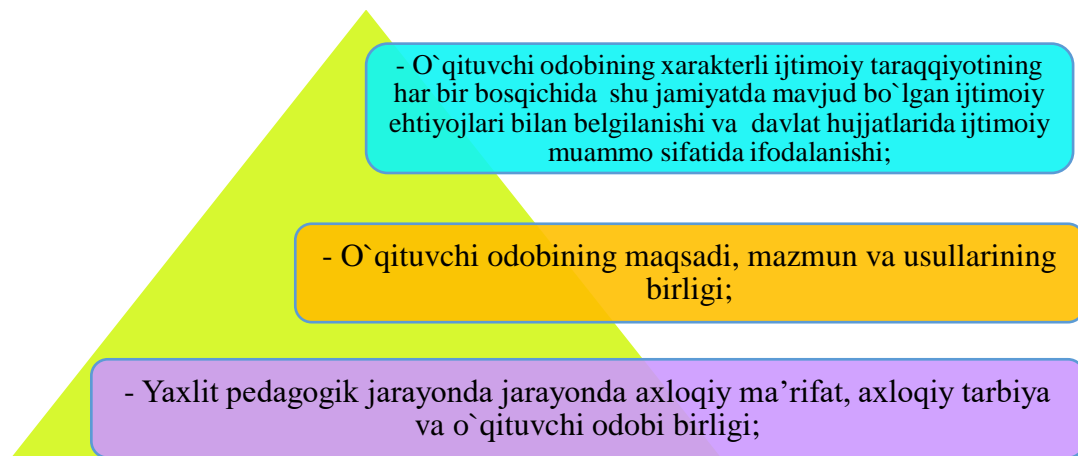 - O`qituvchi odobining xarakterli ijtimoiy taraqqiyotining
har bir bosqichida shu jamiyatda mavjud bo`lgan ijtimoiy
ehtiyojlari bilan belgilanishi va davlat hujjatlarida ijtimoiy
muammo sifatida ifodalanishi;
- O`qituvchi odobining maqsadi, mazmun va usullarining
birligi;
- Yaxlit pedagogik jarayonda jarayonda axloqiy ma’rifat, axloqiy tarbiya
va o`qituvchi odobi birligi;